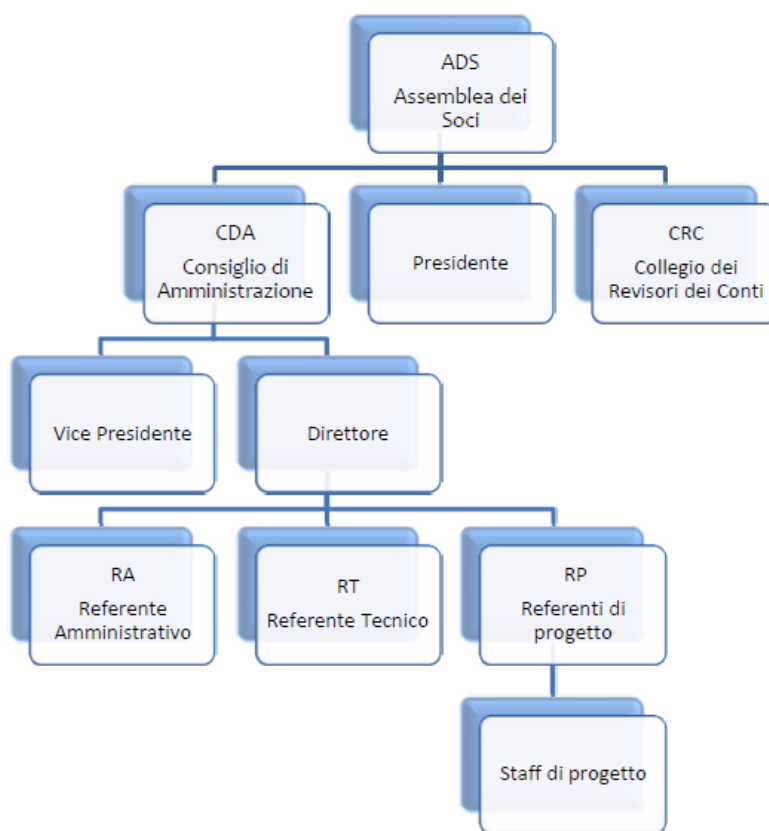 ADS
Assemblea dei
Soci
CDA
Consiglio di
Amministrazione
Presidente
CRC
Collegio dei
Revisori dei Conti
Vice Presidente
Direttore
RA
Referente
Amministrativo
RT
Referente Tecnico
RP
Referenti di
progetto
Staff di progetto